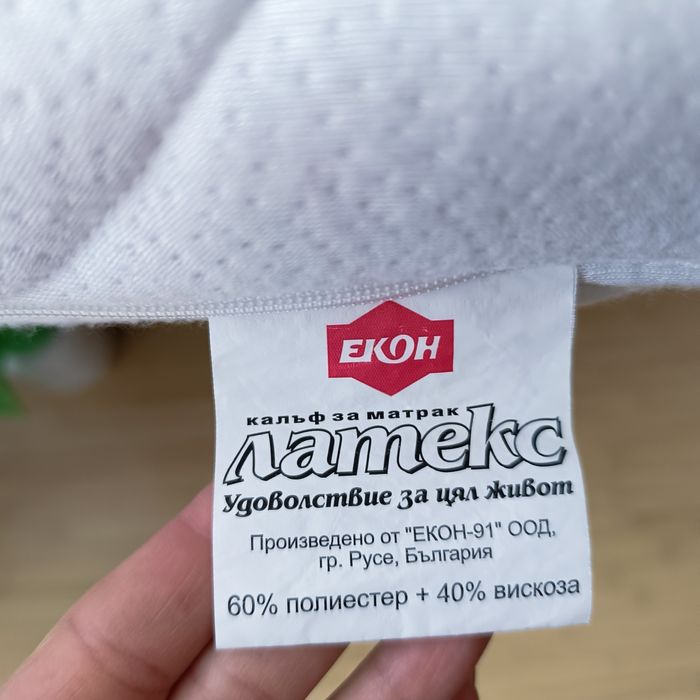 ЕКОН
калъф за матрак
Латекс
Удоволствие за цял живот
Произведено от "ЕКОН-91" ООД,
гр. Русе, България
60% полиестер + 40% вискоза